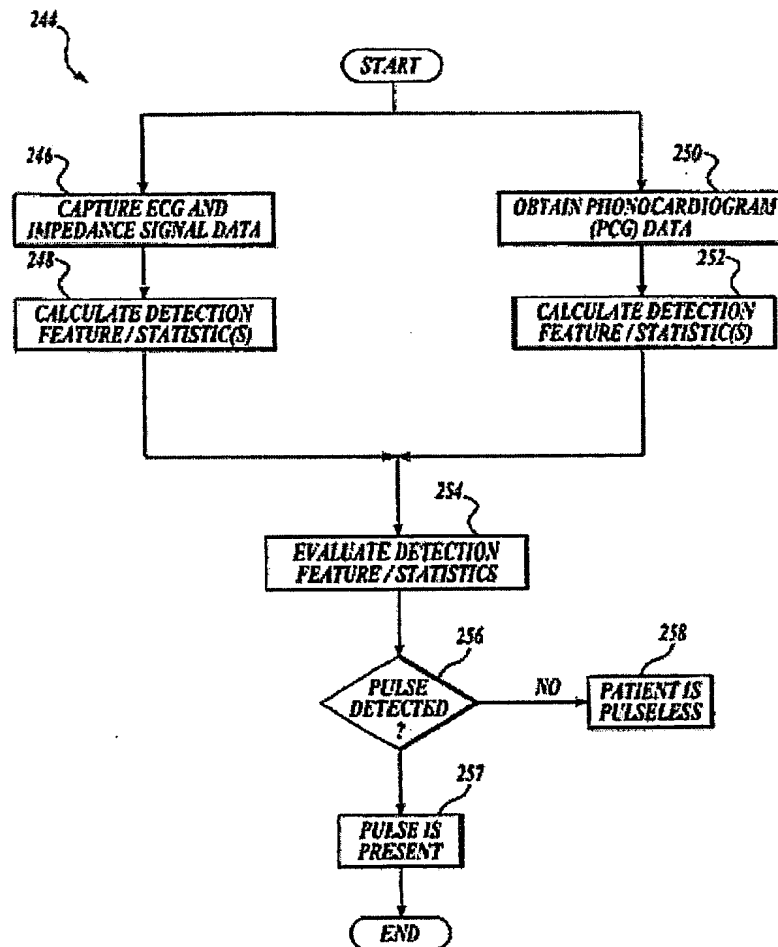 244
START
246
CAPTURE ECG AND
IMPEDANCE SIGNAL DATA
248
CALCULATE DETECTION
FEATURE / STATISTIC(S)
250
OBTAIN PHONOCARDIOGRAM
(PCG) DATA
252
CALCULATE DETECTION
FEATURE / STATISTIC(S)
254
EVALUATE DETECTION
FEATURE / STATISTICS
256
PULSE
DETECTED
?
NO
258
PATIENT IS
PULSELESS
257
PULSE IS
PRESENT
END